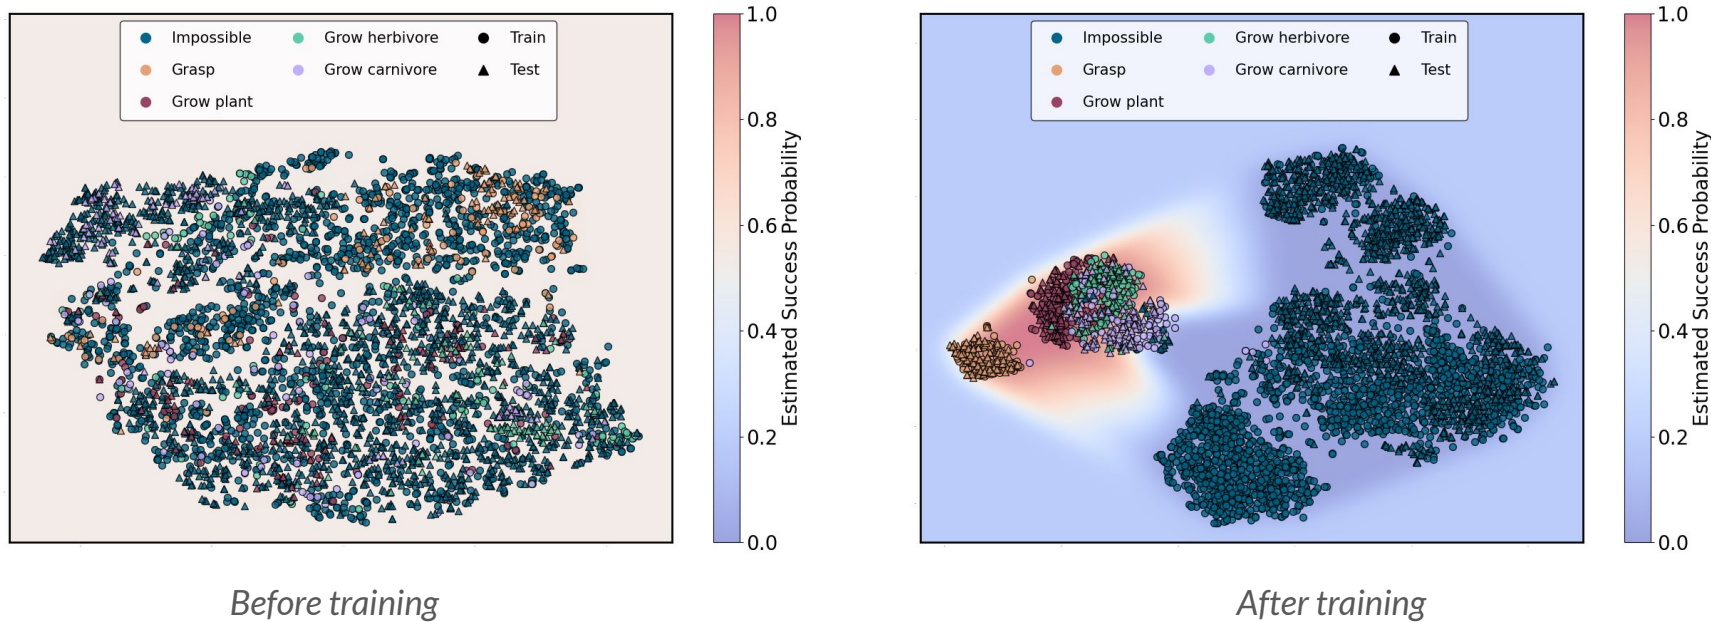 Impossible
Grasp
Grow plant
Grow herbivore
Grow carnivore
Train
Test
1.0
0.8
0.6
0.4
0.2
0.0
Estimated Success Probability
Before training
Impossible
Grasp
Grow plant
Grow herbivore
Grow carnivore
Train
Test
1.0
0.8
0.6
0.4
0.2
0.0
Estimated Success Probability
After training